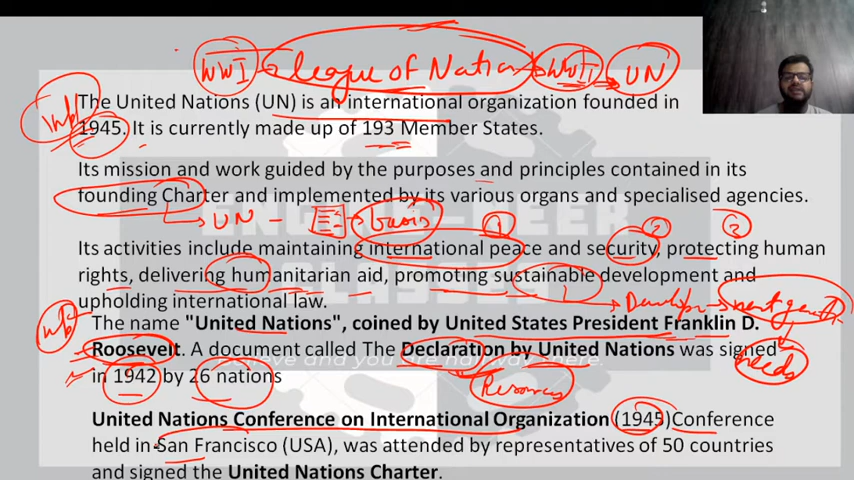 WWI League of Nation WWII UN
Imb The United Nations (UN) is an international organization founded in
1945. It is currently made up of 193 Member States.
Its mission and work guided by the purposes and principles contained in its
founding Charter and implemented by its various organs and specialised agencies.
UN - basis 1 2 3
Its activities include maintaining international peace and security, protecting human
rights, delivering humanitarian aid, promoting sustainable development and
upholding international law.
next
Imb The name "United Nations", coined by United States President Franklin D.
Roosevelt. A document called The Declaration by United Nations was signed
needs
in 1942 by 26 nations
Resources
United Nations Conference on International Organization (1945) Conference
held in San Francisco (USA), was attended by representatives of 50 countries
and signed the United Nations Charter.